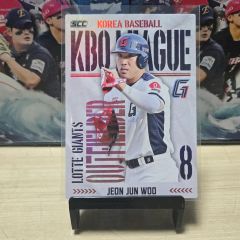 SCC KOREA BASEBALL
KBO LEAGUE
G
LOTTE GIANTS
OUTFIELDER
8
JEON JUN WOO